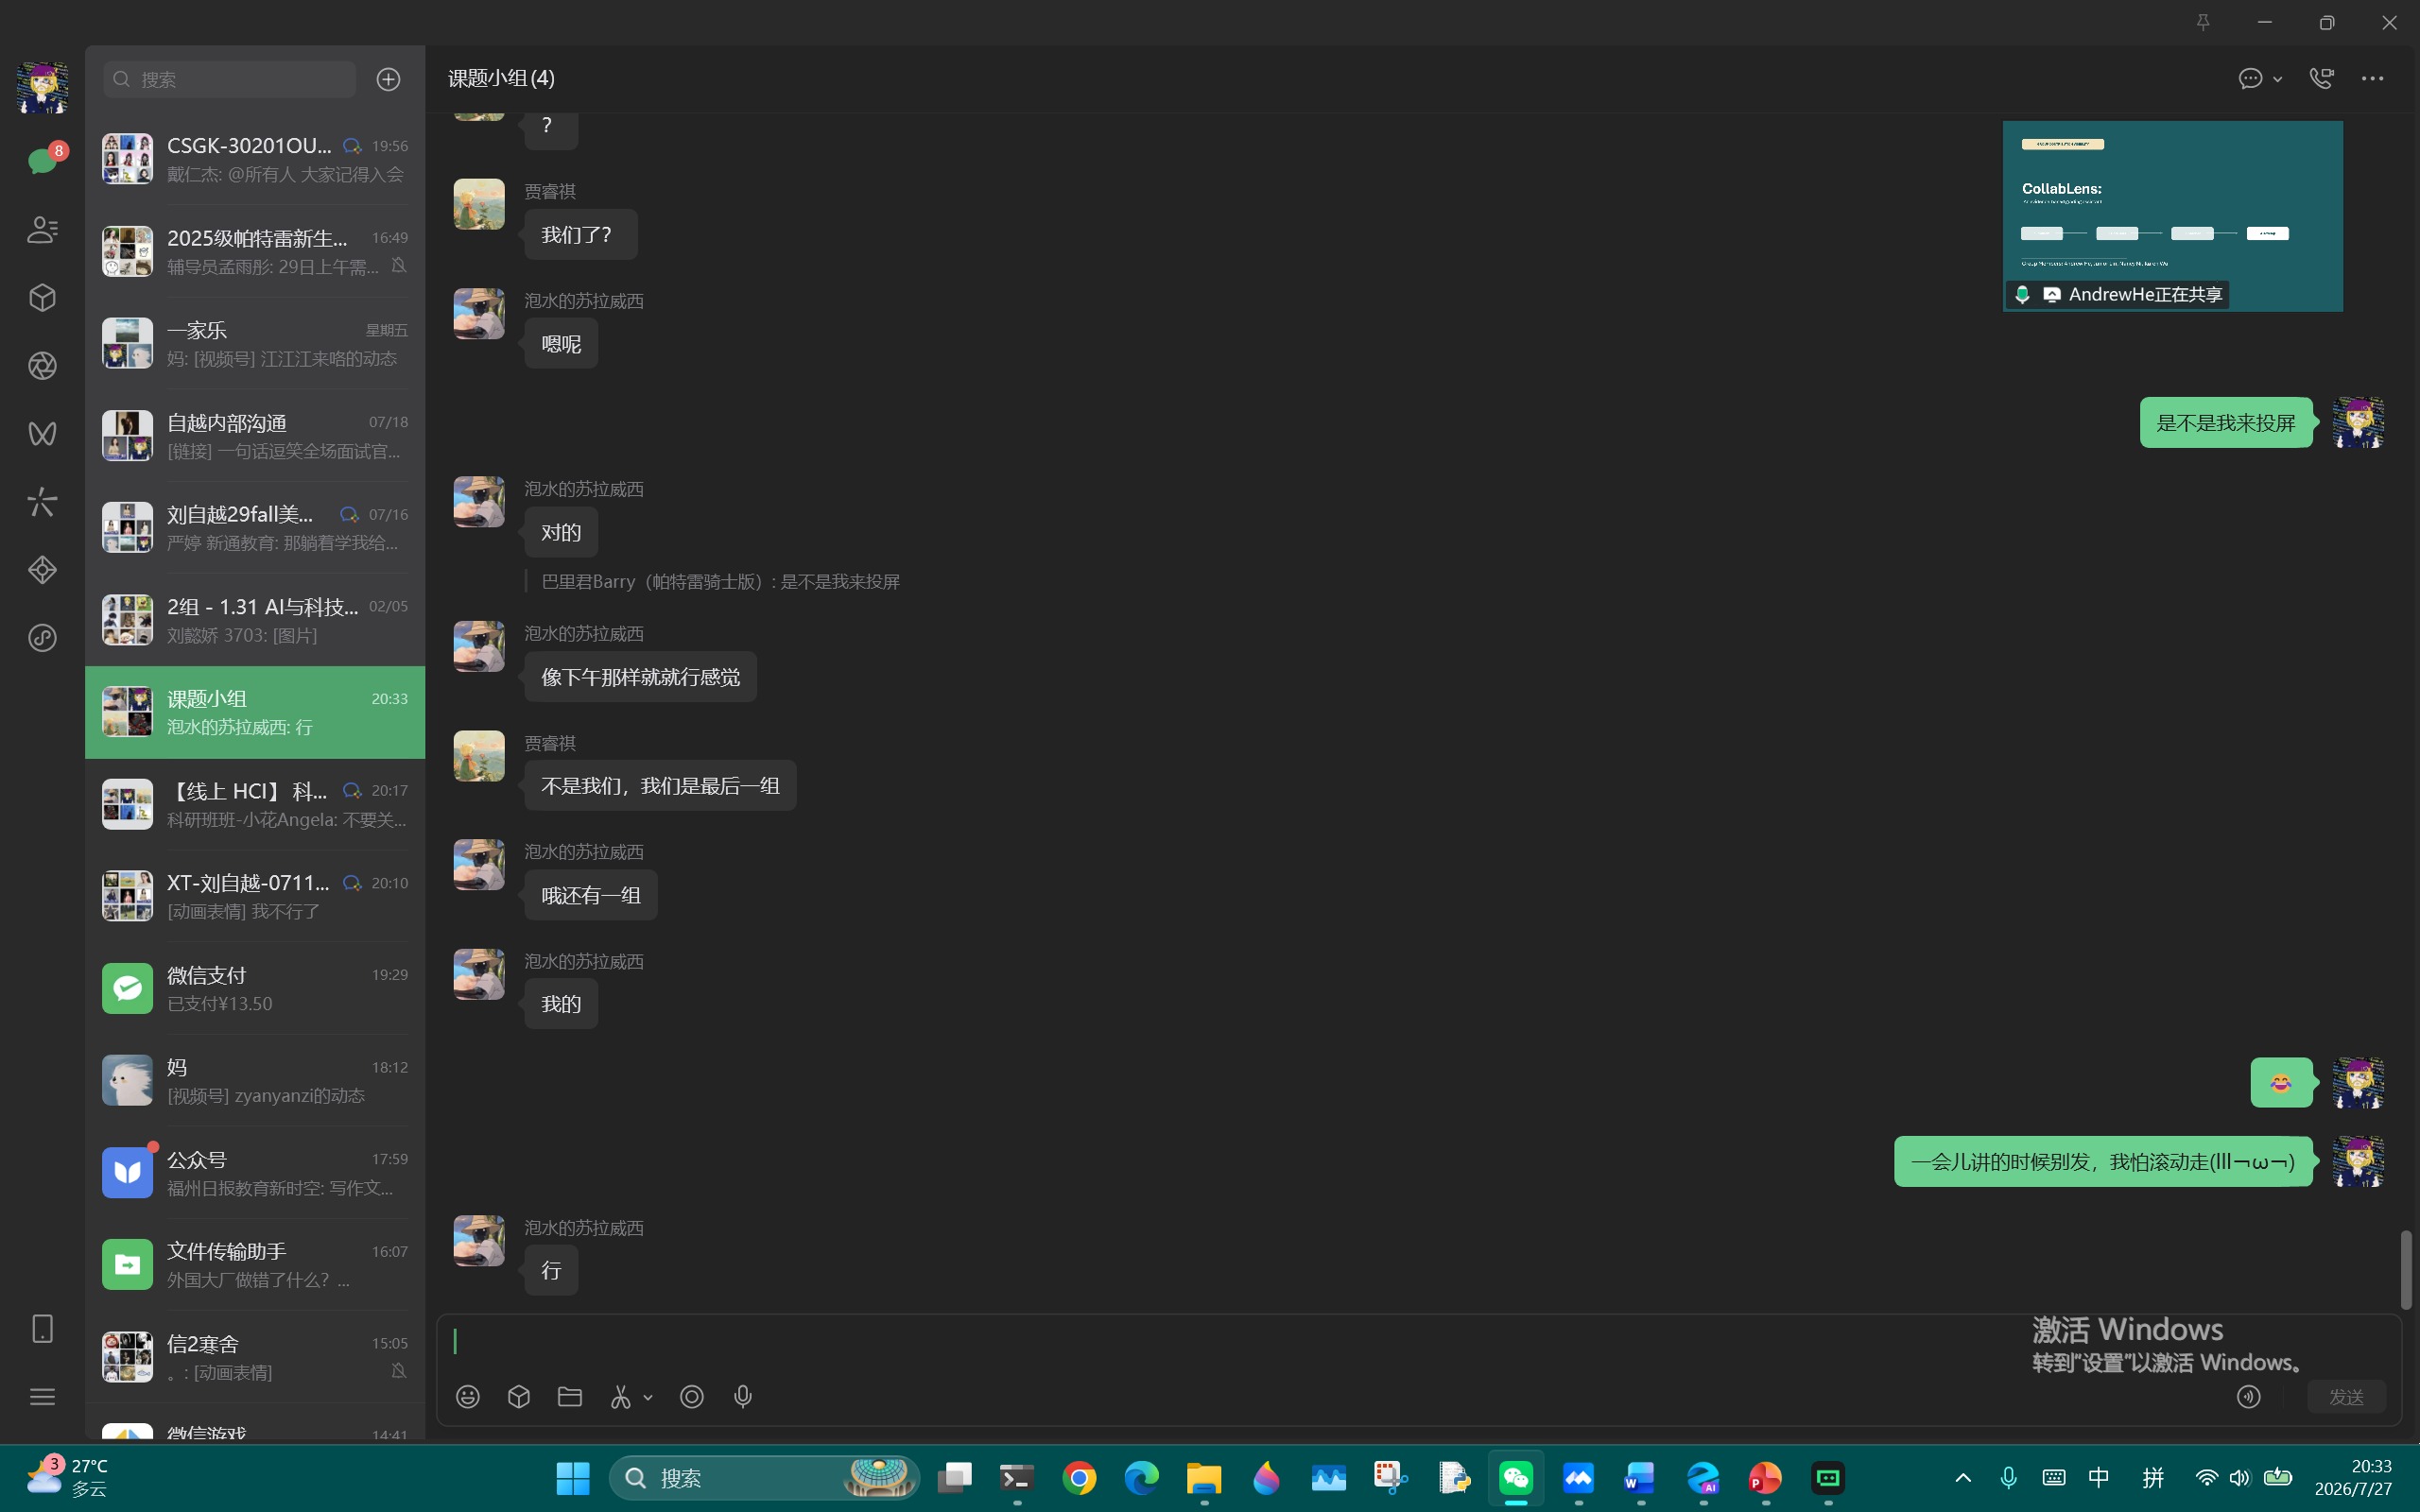 搜索
课题小组(4)
8
CSGK-30201OU...
19:56
戴仁杰: @所有人 大家记得入会
2025级帕特雷新生...
16:49
辅导员孟雨彤: 29日上午需...
一家乐
星期五
妈: [视频号] 江江江来咯的动态
自越内部沟通
07/18
[链接] 一句话逗笑全场面试官...
刘自越29fall美...
07/16
严婷 新通教育: 那躺着学我给...
2组 - 1.31 AI与科技...
02/05
刘懿娇 3703: [图片]
课题小组
20:33
泡水的苏拉威西: 行
【线上 HCI】 科...
20:17
科研班班-小花Angela: 不要关...
XT-刘自越-0711...
20:10
[动画表情] 我不行了
微信支付
19:29
已支付¥13.50
妈
18:12
[视频号] zyanyanzi的动态
公众号
17:59
福州日报教育新时空: 写作文...
文件传输助手
16:07
外国大厂做错了什么？...
信2寝舍
15:05
。: [动画表情]
微信游戏
14:41
?
贾睿祺
我们了?
泡水的苏拉威西
嗯呢
是不是我来投屏
泡水的苏拉威西
对的
巴里君Barry（帕特雷骑士版）: 是不是我来投屏
泡水的苏拉威西
像下午那样就就行感觉
贾睿祺
不是我们，我们是最后一组
泡水的苏拉威西
哦还有一组
泡水的苏拉威西
我的
😂
一会儿讲的时候别发，我怕滚动走(lll¬ω¬)
泡水的苏拉威西
行
CollabLens:
AndrewHe正在共享
激活 Windows
转到"设置"以激活 Windows。
发送
3
27°C
多云
搜索
中
拼
20:33
2026/7/27